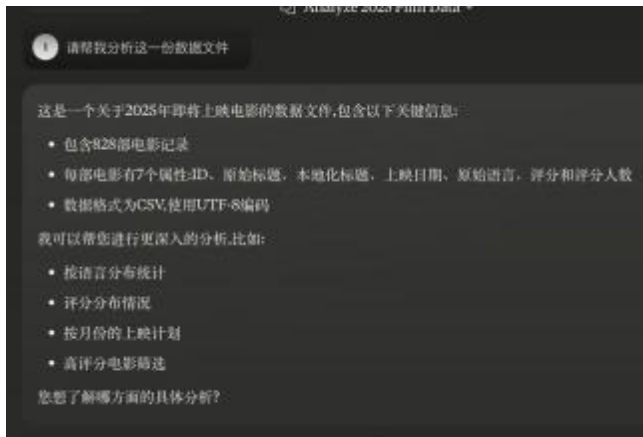 Analyze 2025 Film Data
请帮我分析这一份数据文件
这是一个关于2025年即将上映电影的数据文件,包含以下关键信息:
• 包含828部电影记录
• 每部电影有7个属性:ID、原始标题、本地化标题、上映日期、原始语言、评分和评分人数
• 数据格式为CSV,使用UTF-8编码
我可以帮您进行更深入的分析,比如:
• 按语言分布统计
• 评分分布情况
• 按月份的上映计划
• 高评分电影筛选
您想了解哪方面的具体分析?